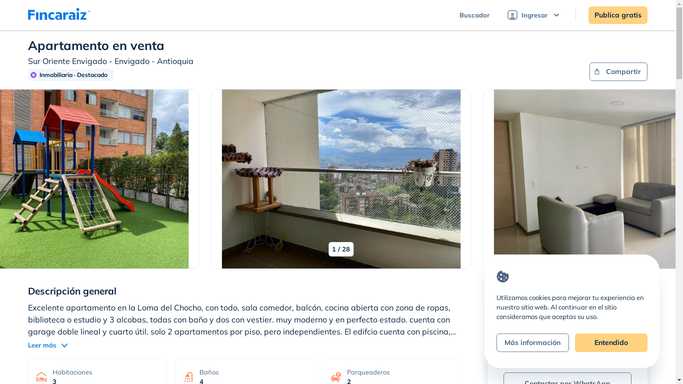 Fincaraiz
Buscador
Ingresar
Publica gratis
Apartamento en venta
Sur Oriente Envigado - Envigado - Antioquia
Inmobiliaria · Destacado
Compartir
1 / 28
Descripción general
Excelente apartamento en la Loma del Chocho, con todo. sala comedor, balcón, cocina abierta con zona de ropas,
biblioteca o estudio y 3 alcobas, todas con baño y dos con vestier. muy moderno y en perfecto estado. cuenta con
garage doble lineal y cuarto útil. solo 2 apartamentos por piso, pero independientes. El edifcio cuenta con piscina,...
Leer más
Habitaciones
3
Baños
4
Parqueaderos
2
Utilizamos cookies para mejorar tu experiencia en
nuestro sitio web. Al continuar en el sitio
consideramos que aceptas su uso.
Más información
Entendido
Contactar por WhatsApp